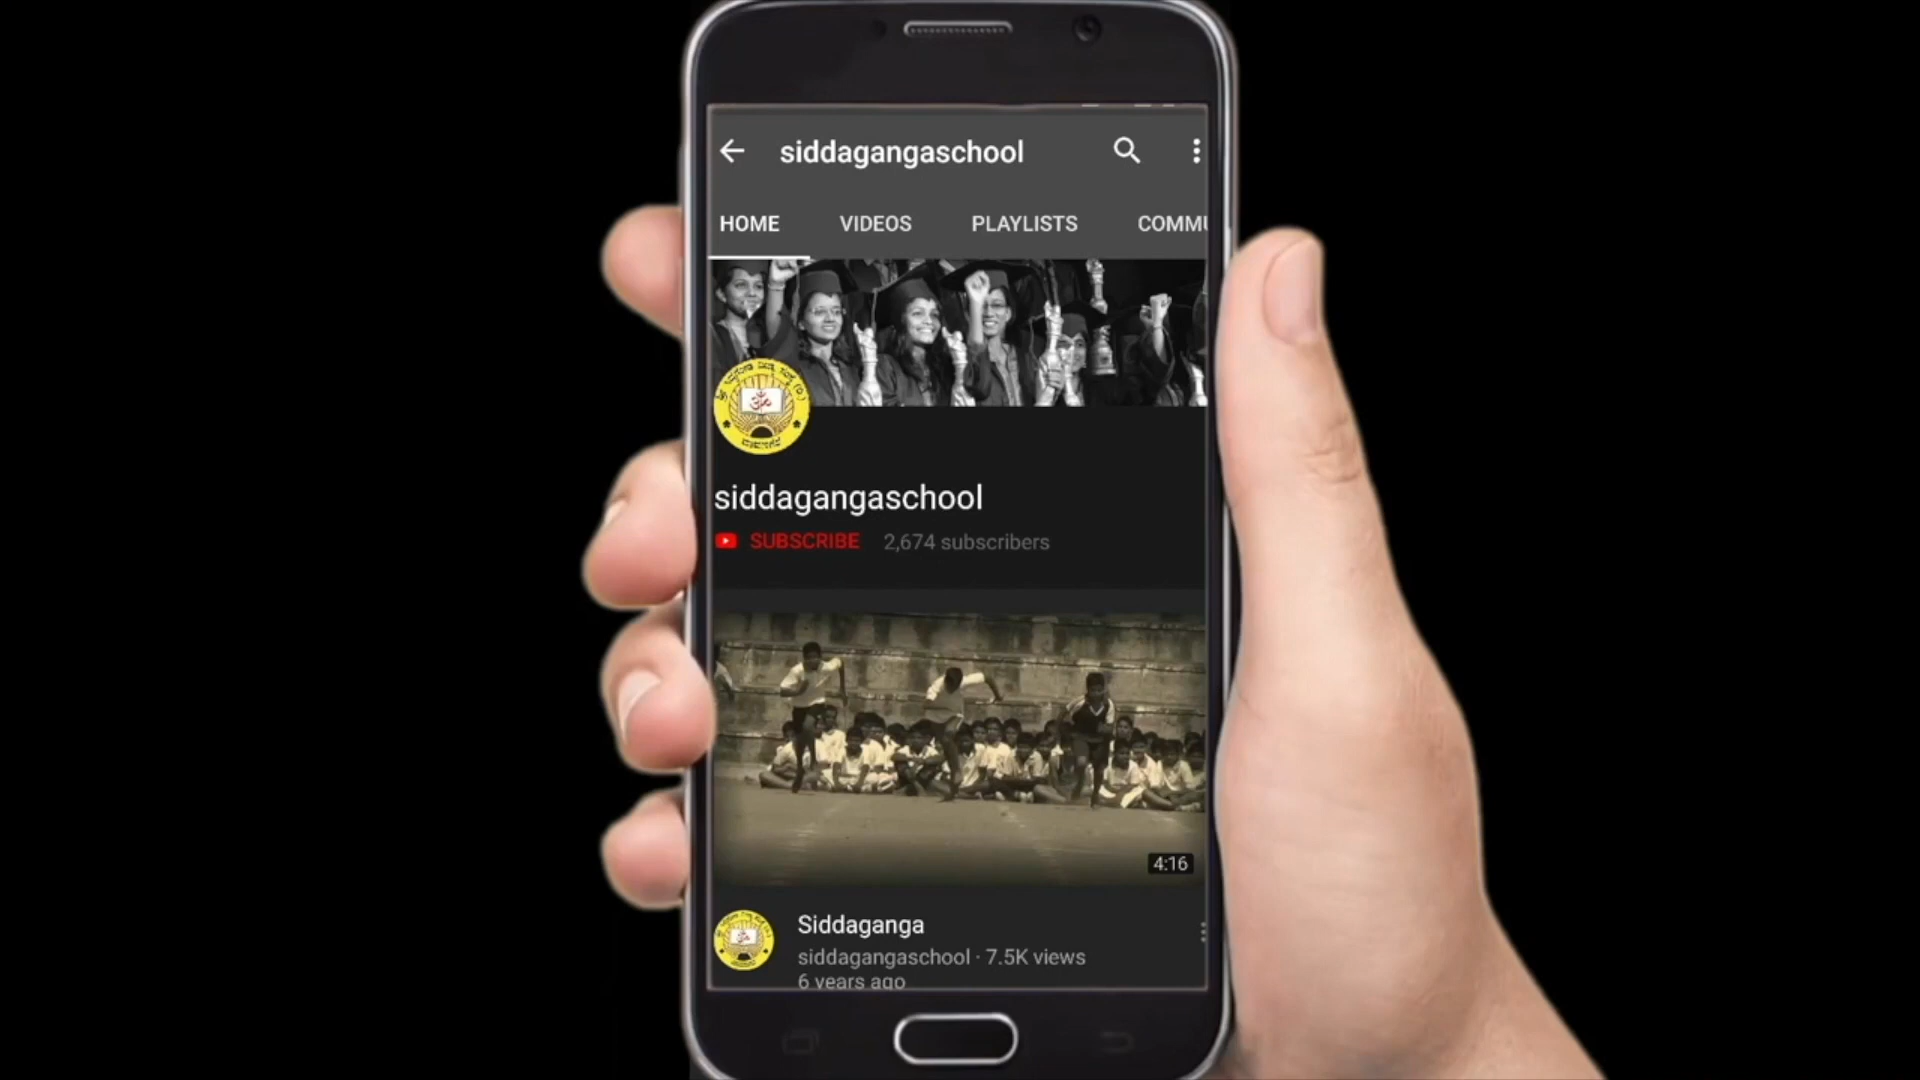 siddagangaschool
HOME VIDEOS PLAYLISTS COMMU
siddagangaschool
SUBSCRIBE 2,674 subscribers
4:16
Siddaganga
siddagangaschool · 7.5K views
6 years ago